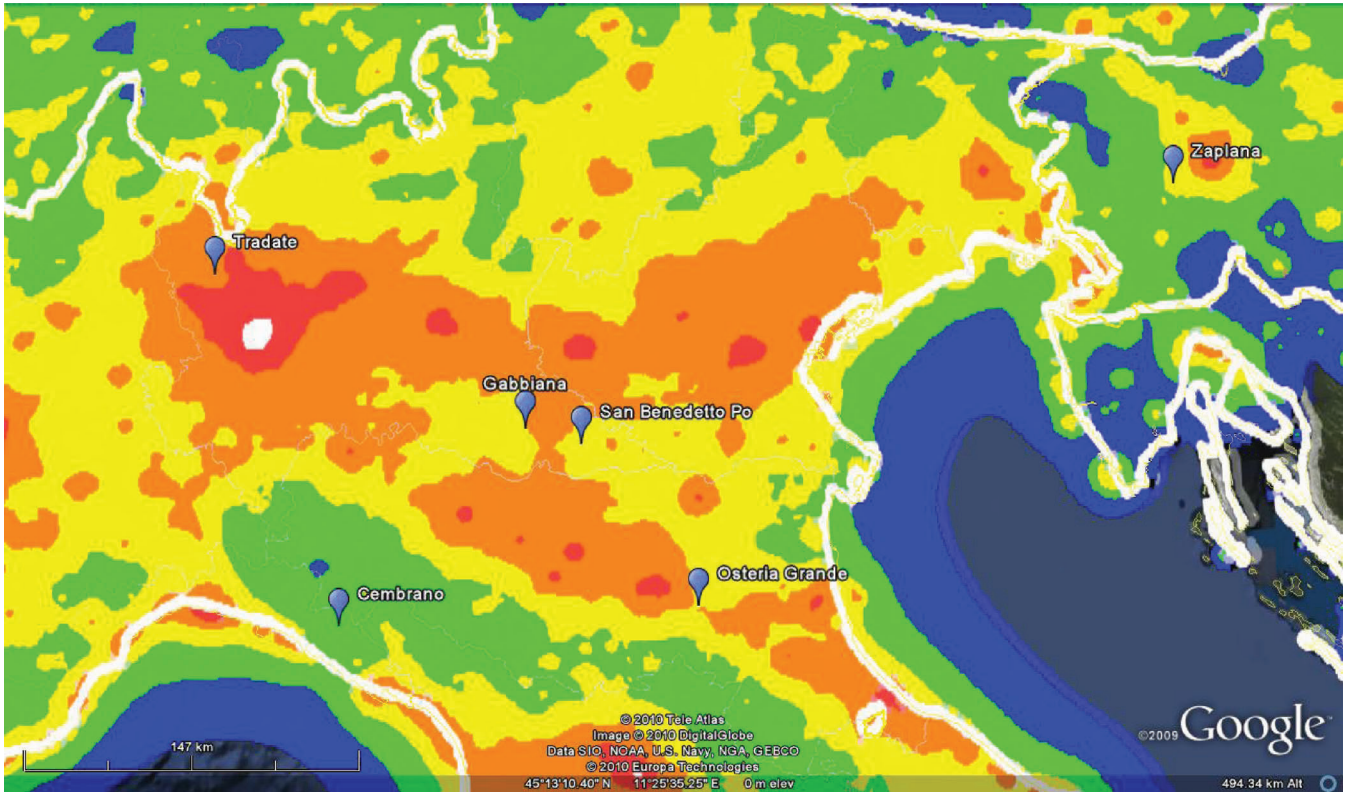 Zaplana
Tradate
Gabbiana
San Benedetto Po
Osteria Grande
Cembrano
© 2010 Tele Atlas
Image © 2010 DigitalGlobe
Data SIO, NOAA, U.S. Navy, NGA, GEBCO
© 2010 Europa Technologies
©2009 Google™
147 km
45°13'10.40" N 11°25'35.25" E 0 m elev
494.34 km Alt